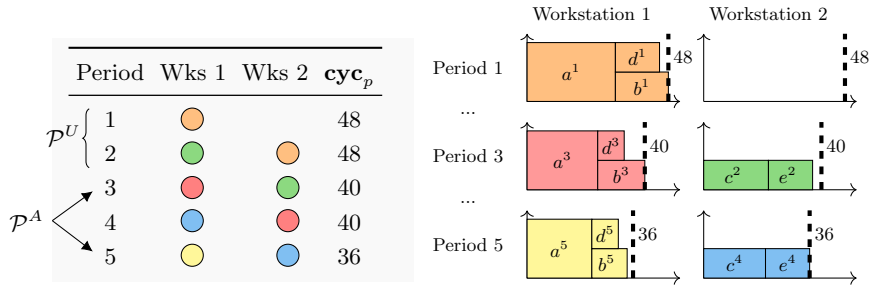 Period Wks 1 Wks 2 cyc_p
𝒫^U
1 48
2 48
3 40
𝒫^A
4 40
5 36
Workstation 1 Workstation 2
Period 1
a^1 d^1 b^1 48
48
...
Period 3
a^3 d^3 b^3 40
c^2 e^2 40
...
Period 5
a^5 d^5 b^5 36
c^4 e^4 36